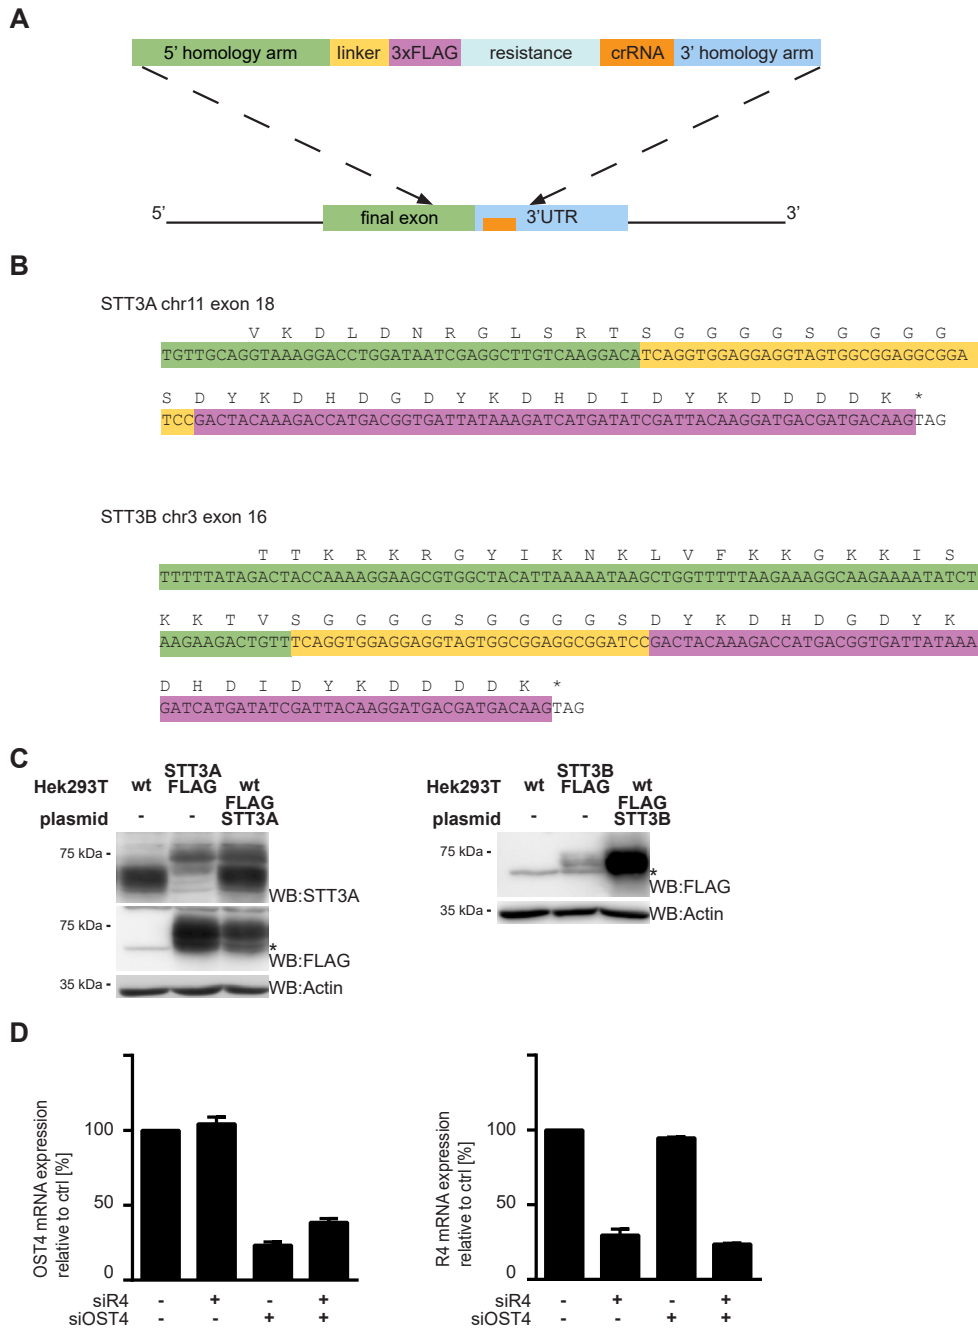 A
5' homology arm linker 3xFLAG resistance crRNA 3' homology arm
5' final exon 3'UTR 3'
B
STT3A chr11 exon 18
V K D L D N R G L S R T S G G G G S G G G G
TGTTGCAGGTAAAGGACCTGGATAATCGAGGCTTGTCAAGGACATCAGGTGGAGGAGGTAGTGGCGGAGGCGGA
S D Y K D H D G D Y K D H D I D Y K D D D D K *
TCCGACTACAAAGACCATGACGGTGATTATAAAGATCATGATATCGATTACAAGGATGACGATGACAAGTAG
STT3B chr3 exon 16
T T K R K R G Y I K N K L V F K K G K K I S
TTTTTATAGACTACCAAAAGGAAGCGTGGCTACATTAAAAATAAGCTGGTTTTTAAGAAAGGCAAGAAAATATCT
K K T V S G G G G S G G G G S D Y K D H D G D Y K
AAGAAGACTGTTTCAGGTGGAGGAGGTAGTGGCGGAGGCGGATCCGACTACAAAGACCATGACGGTGATTATAAA
D H D I D Y K D D D D K *
GATCATGATATCGATTACAAGGATGACGATGACAAGTAG
C
Hek293T wt STT3A FLAG wt
plasmid - - FLAG STT3A
75 kDa -
WB:STT3A
75 kDa -
*
WB:FLAG
35 kDa - WB:Actin
Hek293T wt STT3B FLAG wt
plasmid - - FLAG STT3B
75 kDa -
*
WB:FLAG
35 kDa - WB:Actin
D
OST4 mRNA expression
relative to ctrl [%]
100
50
0
siR4 - + - +
siOST4 - - + +
R4 mRNA expression
relative to ctrl [%]
100
50
0
siR4 - + - +
siOST4 - - + +